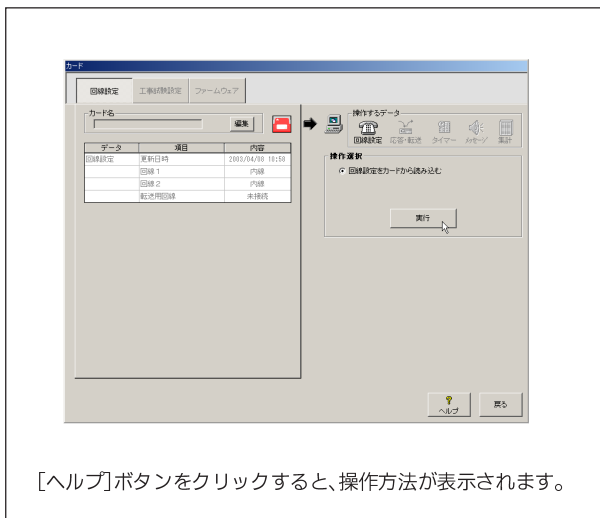 カード
回線設定 工事試験設定 ファームウェア
カード名
編集
データ 項目 内容
回線設定 更新日時 2003/04/08 18:58
回線1 内線
回線2 内線
転送用回線 未接続
操作するデータ
回線設定 応答・転送 タイマー メッセージ 集計
操作選択
回線設定をカードから読み込む
実行
ヘルプ 戻る
[ヘルプ]ボタンをクリックすると、操作方法が表示されます。